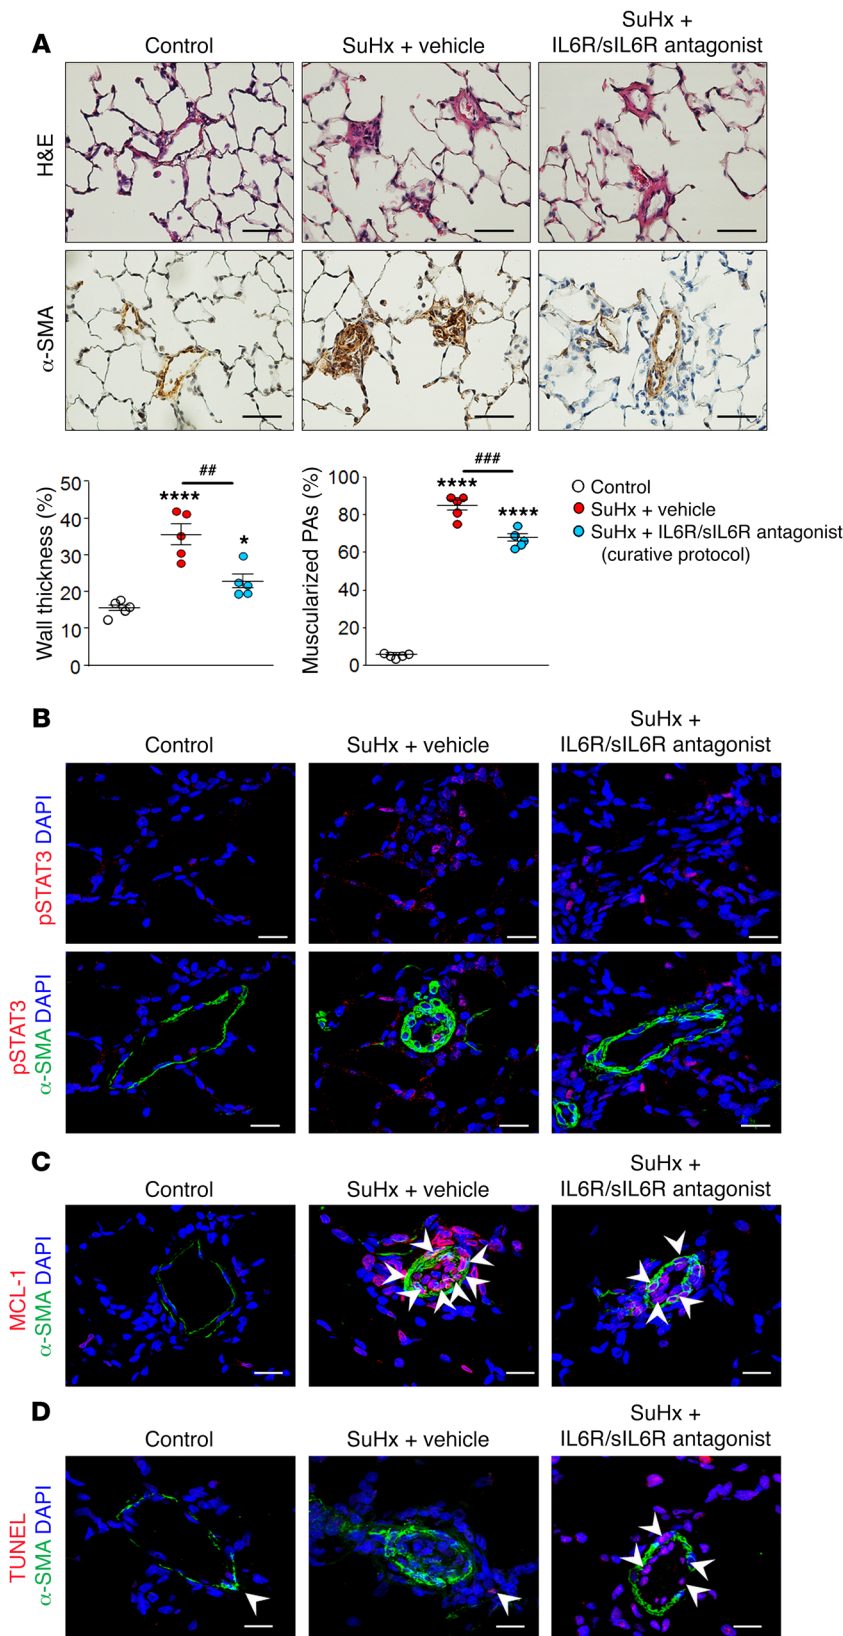 A
Control
SuHx + vehicle
SuHx +
IL6R/sIL6R antagonist
H&E
α-SMA
Wall thickness (%)
50
40
30
20
10
0
****
##
*
Muscularized PAs (%)
100
80
60
40
20
0
****
###
****
Control
SuHx + vehicle
SuHx + IL6R/sIL6R antagonist
(curative protocol)
B
Control
SuHx + vehicle
SuHx +
IL6R/sIL6R antagonist
pSTAT3 DAPI
pSTAT3
α-SMA DAPI
C
Control
SuHx + vehicle
SuHx +
IL6R/sIL6R antagonist
MCL-1
α-SMA DAPI
D
Control
SuHx + vehicle
SuHx +
IL6R/sIL6R antagonist
TUNEL
α-SMA DAPI